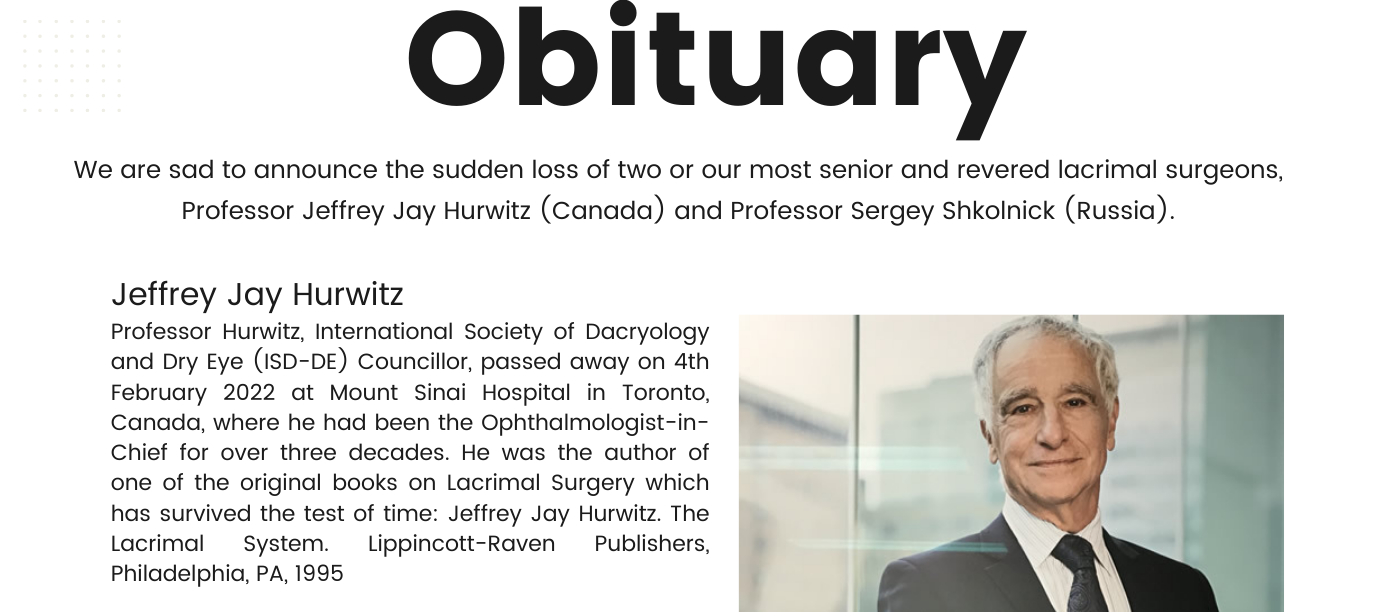 Obituary
We are sad to announce the sudden loss of two or our most senior and revered lacrimal surgeons,
Professor Jeffrey Jay Hurwitz (Canada) and Professor Sergey Shkolnick (Russia).
Jeffrey Jay Hurwitz
Professor Hurwitz, International Society of Dacryology
and Dry Eye (ISD-DE) Councillor, passed away on 4th
February 2022 at Mount Sinai Hospital in Toronto,
Canada, where he had been the Ophthalmologist-in-
Chief for over three decades. He was the author of
one of the original books on Lacrimal Surgery which
has survived the test of time: Jeffrey Jay Hurwitz. The
Lacrimal System. Lippincott-Raven Publishers,
Philadelphia, PA, 1995